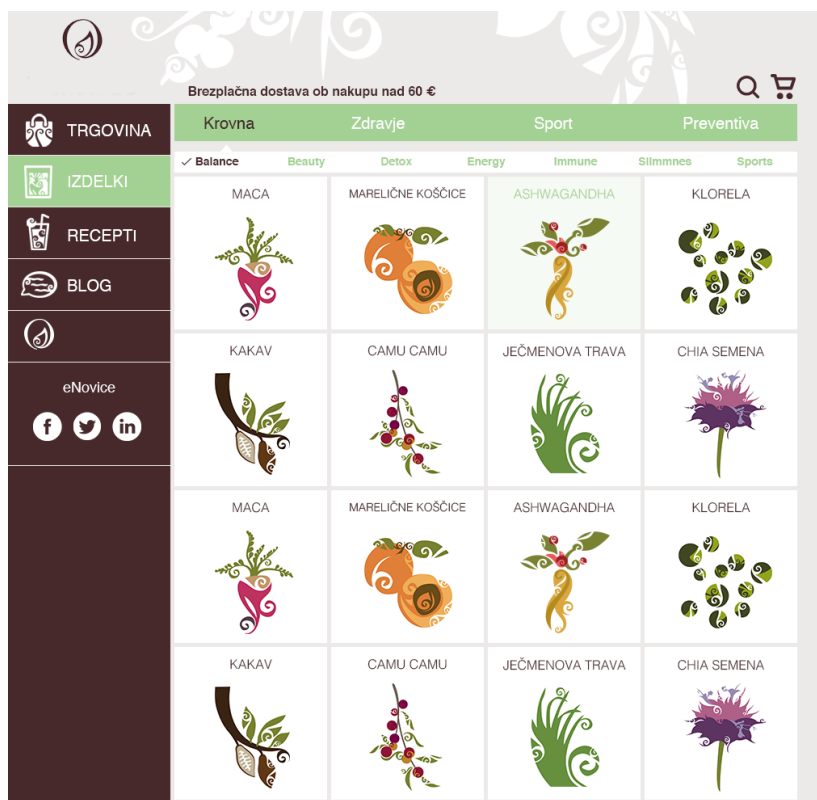 Brezplačna dostava ob nakupu nad 60 €
TRGOVINA
IZDELKI
RECEPTI
BLOG
eNovice
f
in
Krovna Zdravje Sport Preventiva
Balance Beauty Detox Energy Immune Slimmnes Sports
MACA MARELIČNE KOŠČICE ASHWAGANDHA KLORELA
KAKAV CAMU CAMU JEČMENOVA TRAVA CHIA SEMENA
MACA MARELIČNE KOŠČICE ASHWAGANDHA KLORELA
KAKAV CAMU CAMU JEČMENOVA TRAVA CHIA SEMENA